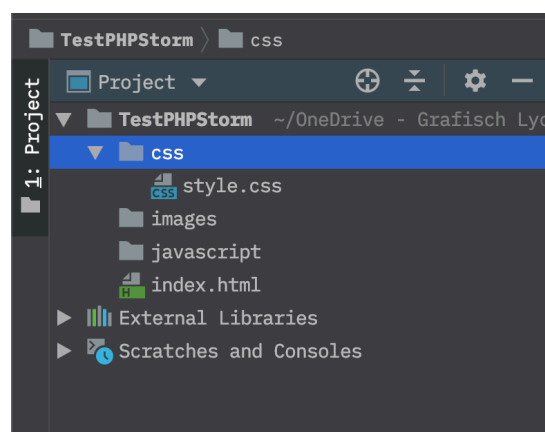 TestPHPStorm 〉 css
1: Project
Project
TestPHPStorm ~/OneDrive - Grafisch Lyc
css
CSS style.css
images
javascript
H index.html
External Libraries
Scratches and Consoles